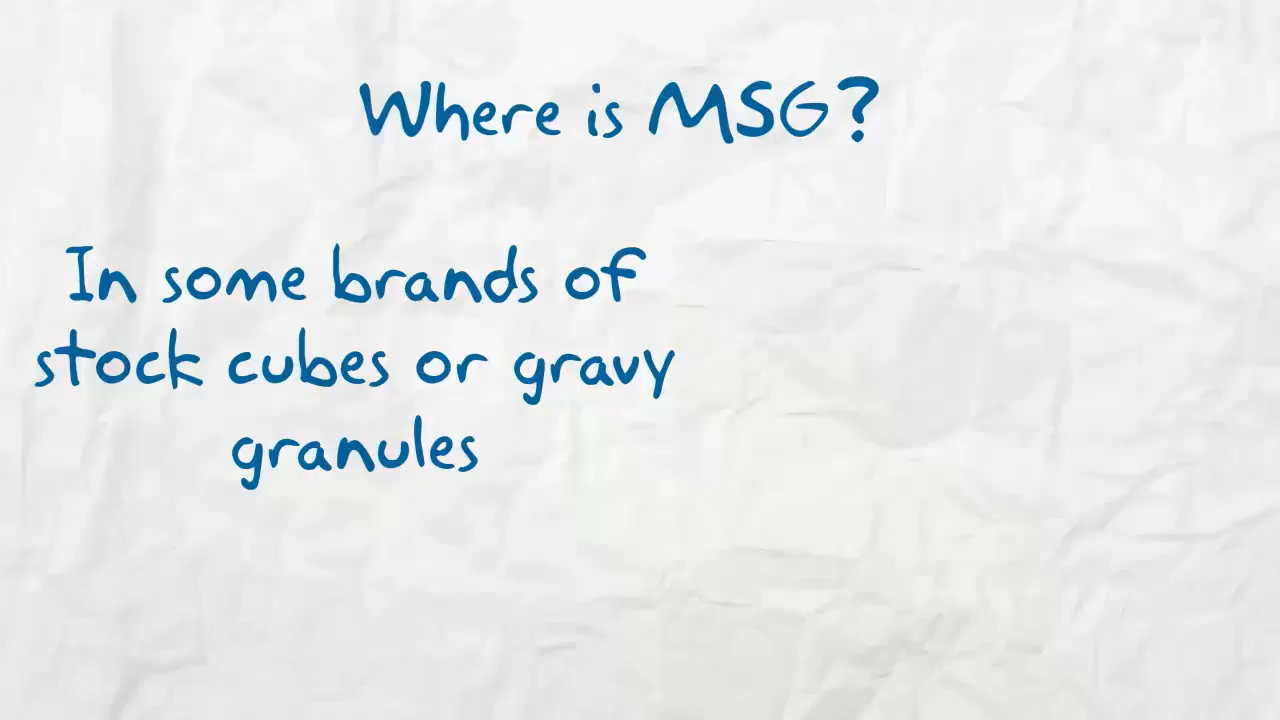 Where is MSG?
In some brands of
stock cubes or gravy
granules